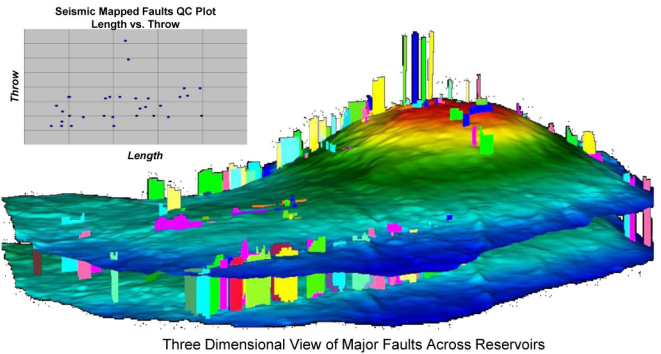 Seismic Mapped Faults QC Plot
Length vs. Throw
Throw
Length
Three Dimensional View of Major Faults Across Reservoirs